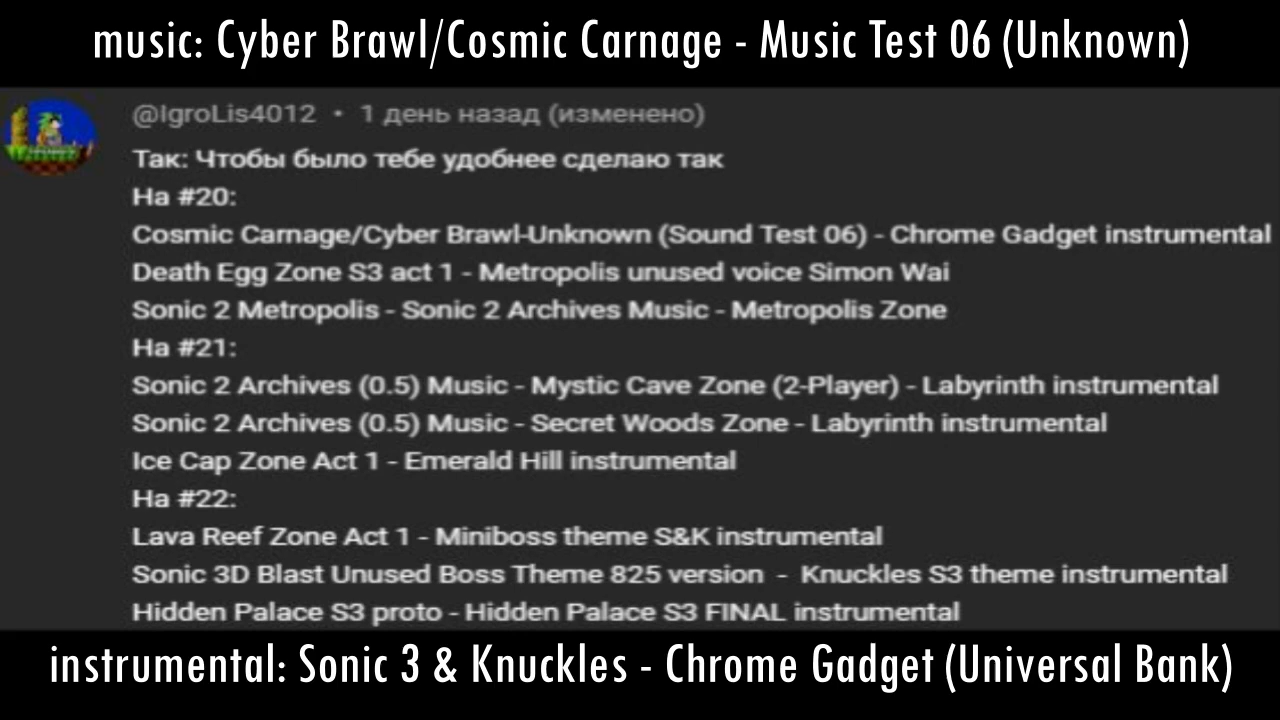 music: Cyber Brawl/Cosmic Carnage - Music Test 06 (Unknown)
@IgroLis4012 • 1 день назад (изменено)
Так: Чтобы было тебе удобнее сделаю так
На #20:
Cosmic Carnage/Cyber Brawl-Unknown (Sound Test 06) - Chrome Gadget instrumental
Death Egg Zone S3 act 1 - Metropolis unused voice Simon Wai
Sonic 2 Metropolis - Sonic 2 Archives Music - Metropolis Zone
На #21:
Sonic 2 Archives (0.5) Music - Mystic Cave Zone (2-Player) - Labyrinth instrumental
Sonic 2 Archives (0.5) Music - Secret Woods Zone - Labyrinth instrumental
Ice Cap Zone Act 1 - Emerald Hill instrumental
На #22:
Lava Reef Zone Act 1 - Miniboss theme S&K instrumental
Sonic 3D Blast Unused Boss Theme 825 version - Knuckles S3 theme instrumental
Hidden Palace S3 proto - Hidden Palace S3 FINAL instrumental
instrumental: Sonic 3 & Knuckles - Chrome Gadget (Universal Bank)